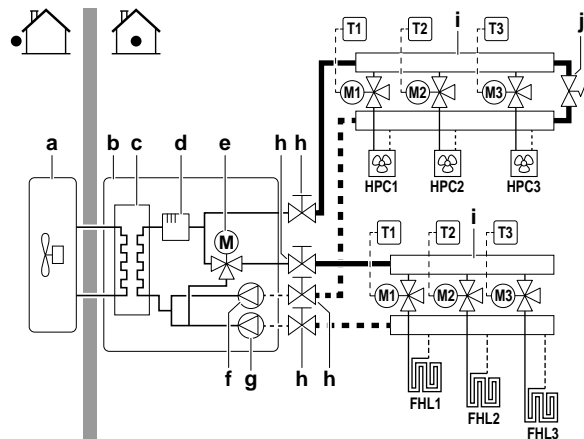 T1 T2 T3 i j
M1 M2 M3
a b c d e h h
HPC1 HPC2 HPC3
M
h
i
T1 T2 T3
M1 M2 M3
f g h h
FHL1 FHL2 FHL3